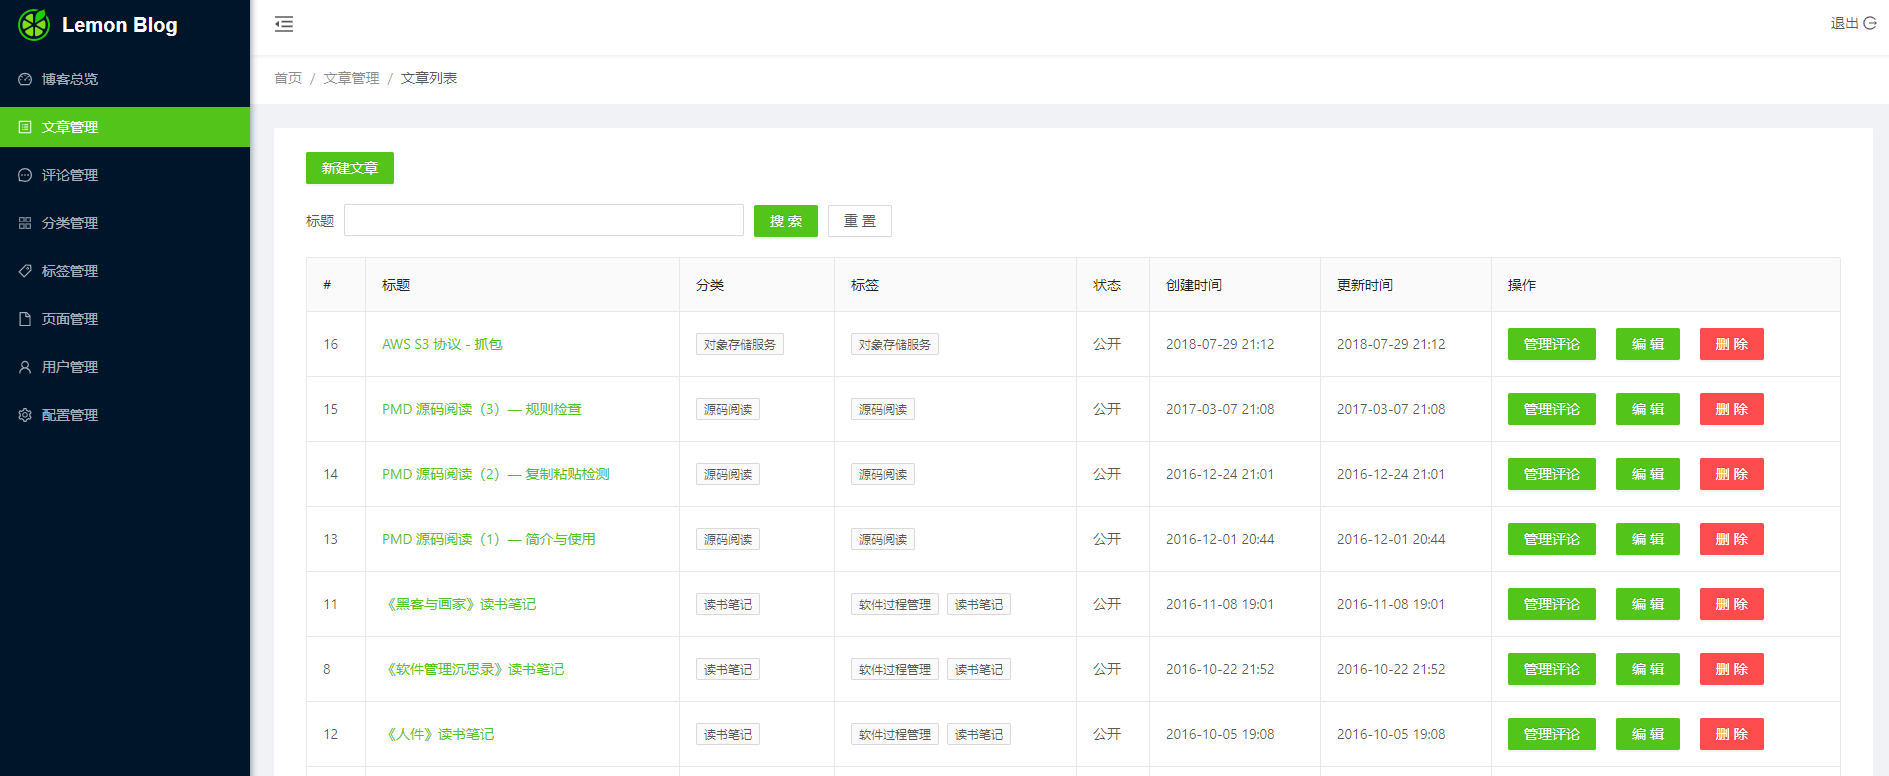 Lemon Blog
退出
博客总览
文章管理
评论管理
分类管理
标签管理
页面管理
用户管理
配置管理
首页 / 文章管理 / 文章列表
新建文章
标题 搜 索 重 置
# 标题 分类 标签 状态 创建时间 更新时间 操作
16 AWS S3 协议 - 抓包 对象存储服务 对象存储服务 公开 2018-07-29 21:12 2018-07-29 21:12 管理评论 编 辑 删 除
15 PMD 源码阅读（3）— 规则检查 源码阅读 源码阅读 公开 2017-03-07 21:08 2017-03-07 21:08 管理评论 编 辑 删 除
14 PMD 源码阅读（2）— 复制粘贴检测 源码阅读 源码阅读 公开 2016-12-24 21:01 2016-12-24 21:01 管理评论 编 辑 删 除
13 PMD 源码阅读（1）— 简介与使用 源码阅读 源码阅读 公开 2016-12-01 20:44 2016-12-01 20:44 管理评论 编 辑 删 除
11 《黑客与画家》读书笔记 读书笔记 软件过程管理 读书笔记 公开 2016-11-08 19:01 2016-11-08 19:01 管理评论 编 辑 删 除
8 《软件管理沉思录》读书笔记 读书笔记 软件过程管理 读书笔记 公开 2016-10-22 21:52 2016-10-22 21:52 管理评论 编 辑 删 除
12 《人件》读书笔记 读书笔记 软件过程管理 读书笔记 公开 2016-10-05 19:08 2016-10-05 19:08 管理评论 编 辑 删 除